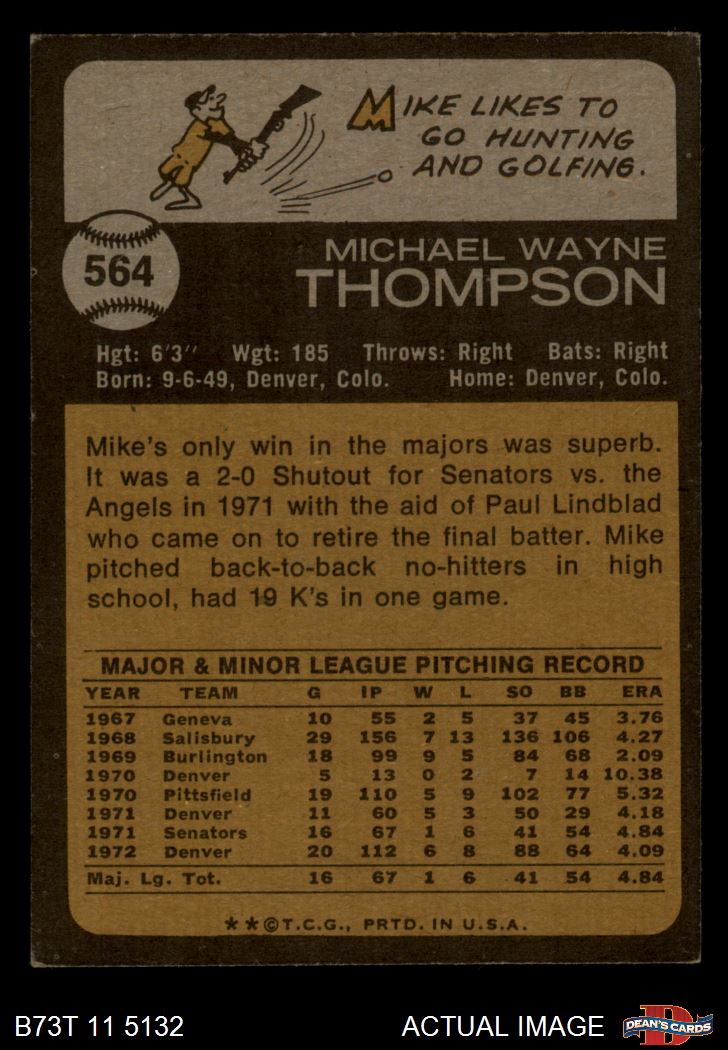 MIKE LIKES TO
GO HUNTING
AND GOLFING.
564
MICHAEL WAYNE
THOMPSON
Hgt: 6'3" Wgt: 185 Throws: Right Bats: Right
Born: 9-6-49, Denver, Colo. Home: Denver, Colo.
Mike's only win in the majors was superb.
It was a 2-0 Shutout for Senators vs. the
Angels in 1971 with the aid of Paul Lindblad
who came on to retire the final batter. Mike
pitched back-to-back no-hitters in high
school, had 19 K's in one game.
MAJOR & MINOR LEAGUE PITCHING RECORD
YEAR TEAM G IP W L SO BB ERA
1967 Geneva 10 55 2 5 37 45 3.76
1968 Salisbury 29 156 7 13 136 106 4.27
1969 Burlington 18 99 9 5 84 68 2.09
1970 Denver 5 13 0 2 7 14 10.38
1970 Pittsfield 19 110 5 9 102 77 5.32
1971 Denver 11 60 5 3 50 29 4.18
1971 Senators 16 67 1 6 41 54 4.84
1972 Denver 20 112 6 8 88 64 4.09
Maj. Lg. Tot. 16 67 1 6 41 54 4.84
**©T.C.G., PRTD. IN U.S.A.
B73T 11 5132 ACTUAL IMAGE D DEAN'S CARDS